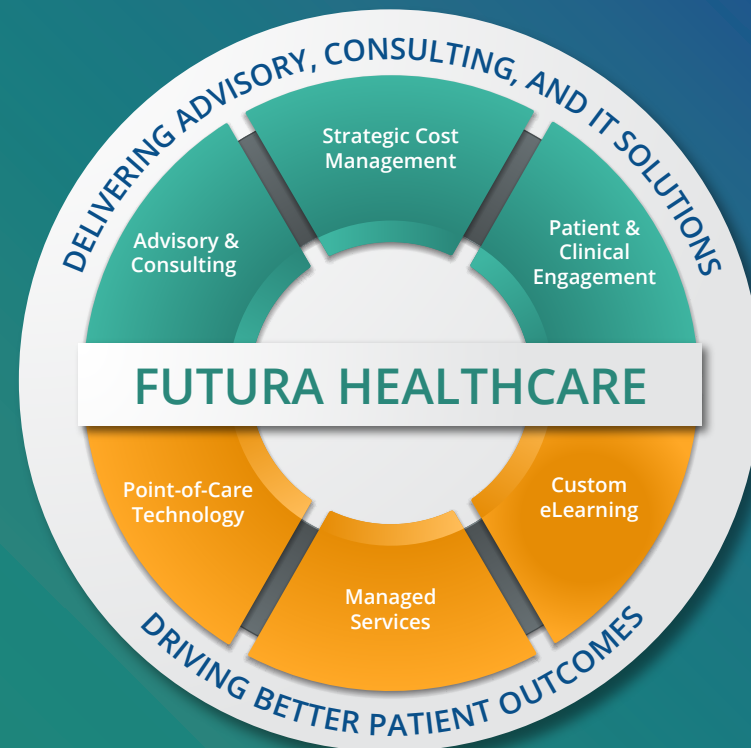 DELIVERING ADVISORY, CONSULTING, AND IT SOLUTIONS
Strategic Cost
Management
Advisory &
Consulting
Patient &
Clinical
Engagement
FUTURA HEALTHCARE
Point-of-Care
Technology
Custom
eLearning
Managed
Services
DRIVING BETTER PATIENT OUTCOMES